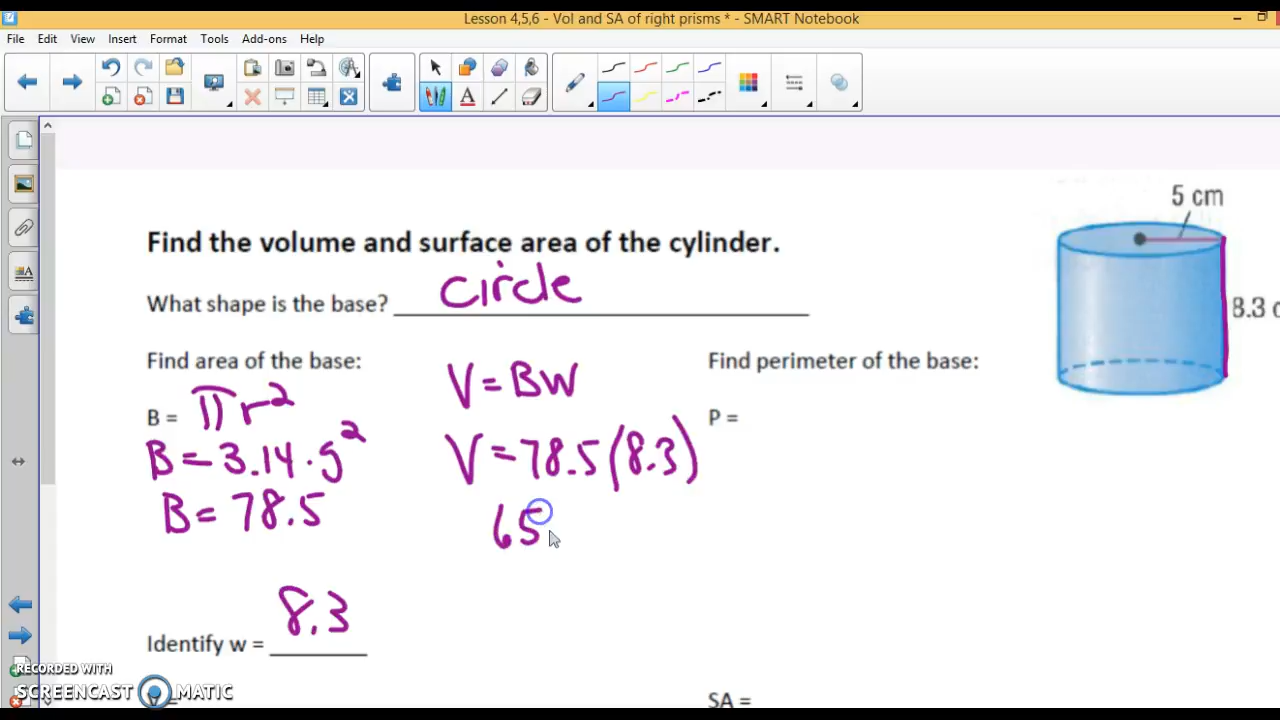 Lesson 4,5,6 - Vol and SA of right prisms * - SMART Notebook
File Edit View Insert Format Tools Add-ons Help
5 cm
8.3 c
Find the volume and surface area of the cylinder.
What shape is the base? circle
Find area of the base:
B = πr²
B = 3.14 · 5²
B = 78.5
V = BW
V = 78.5(8.3)
65
Find perimeter of the base:
P =
Identify w = 8.3
SA =
RECORDED WITH
SCREENCAST MATIC